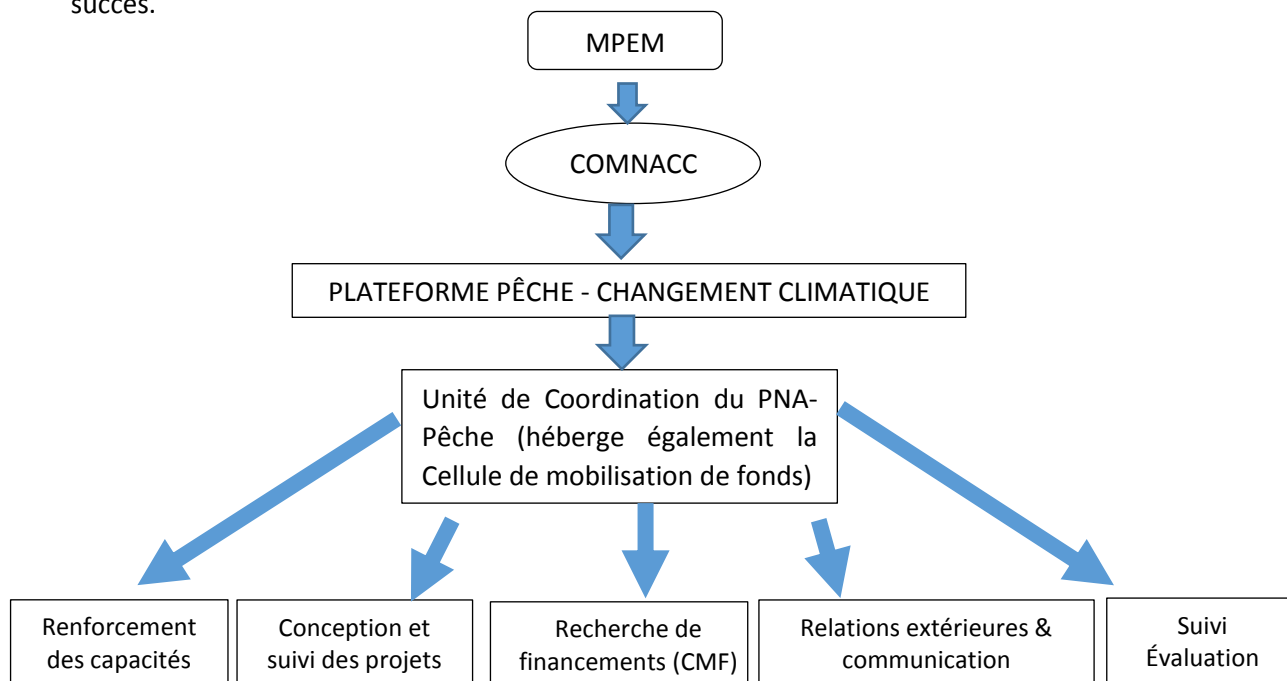 succès.
MPEM
COMNACC
PLATEFORME PÊCHE - CHANGEMENT CLIMATIQUE
Unité de Coordination du PNA-
Pêche (héberge également la
Cellule de mobilisation de fonds)
Renforcement
des capacités
Conception et
suivi des projets
Recherche de
financements (CMF)
Relations extérieures &
communication
Suivi
Évaluation